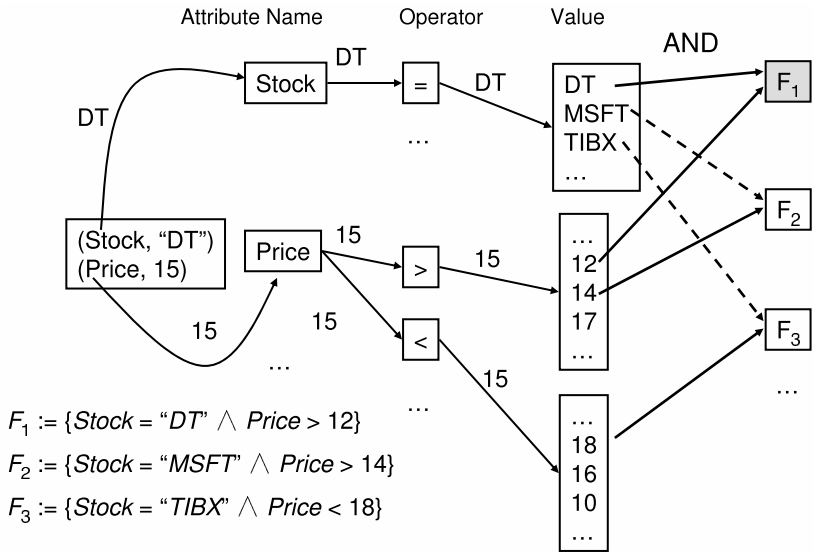 Attribute Name Operator Value
AND
DT
DT
DT
Stock
=
DT
MSFT
TIBX
...
F1
...
(Stock, “DT”)
(Price, 15)
Price
15
15
>
15
15
<
15
...
...
...
12
14
17
...
F2
F3
...
...
18
16
10
...
F1 := {Stock = “DT” ∧ Price > 12}
F2 := {Stock = “MSFT” ∧ Price > 14}
F3 := {Stock = “TIBX” ∧ Price < 18}